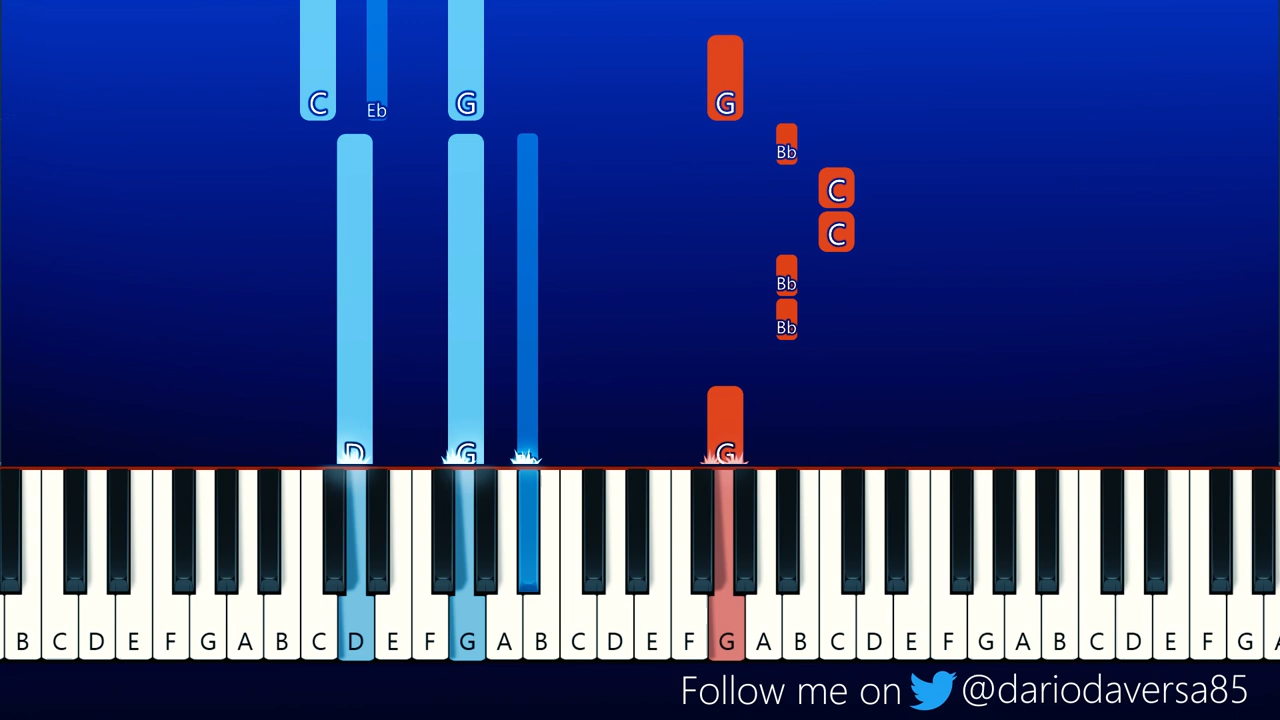 C Eb G G
Bb
C
C
Bb
Bb
D G G
B C D E F G A B C D E F G A B C D E F G A B C D E F G A B C D E F G
Follow me on @dariodaversa85